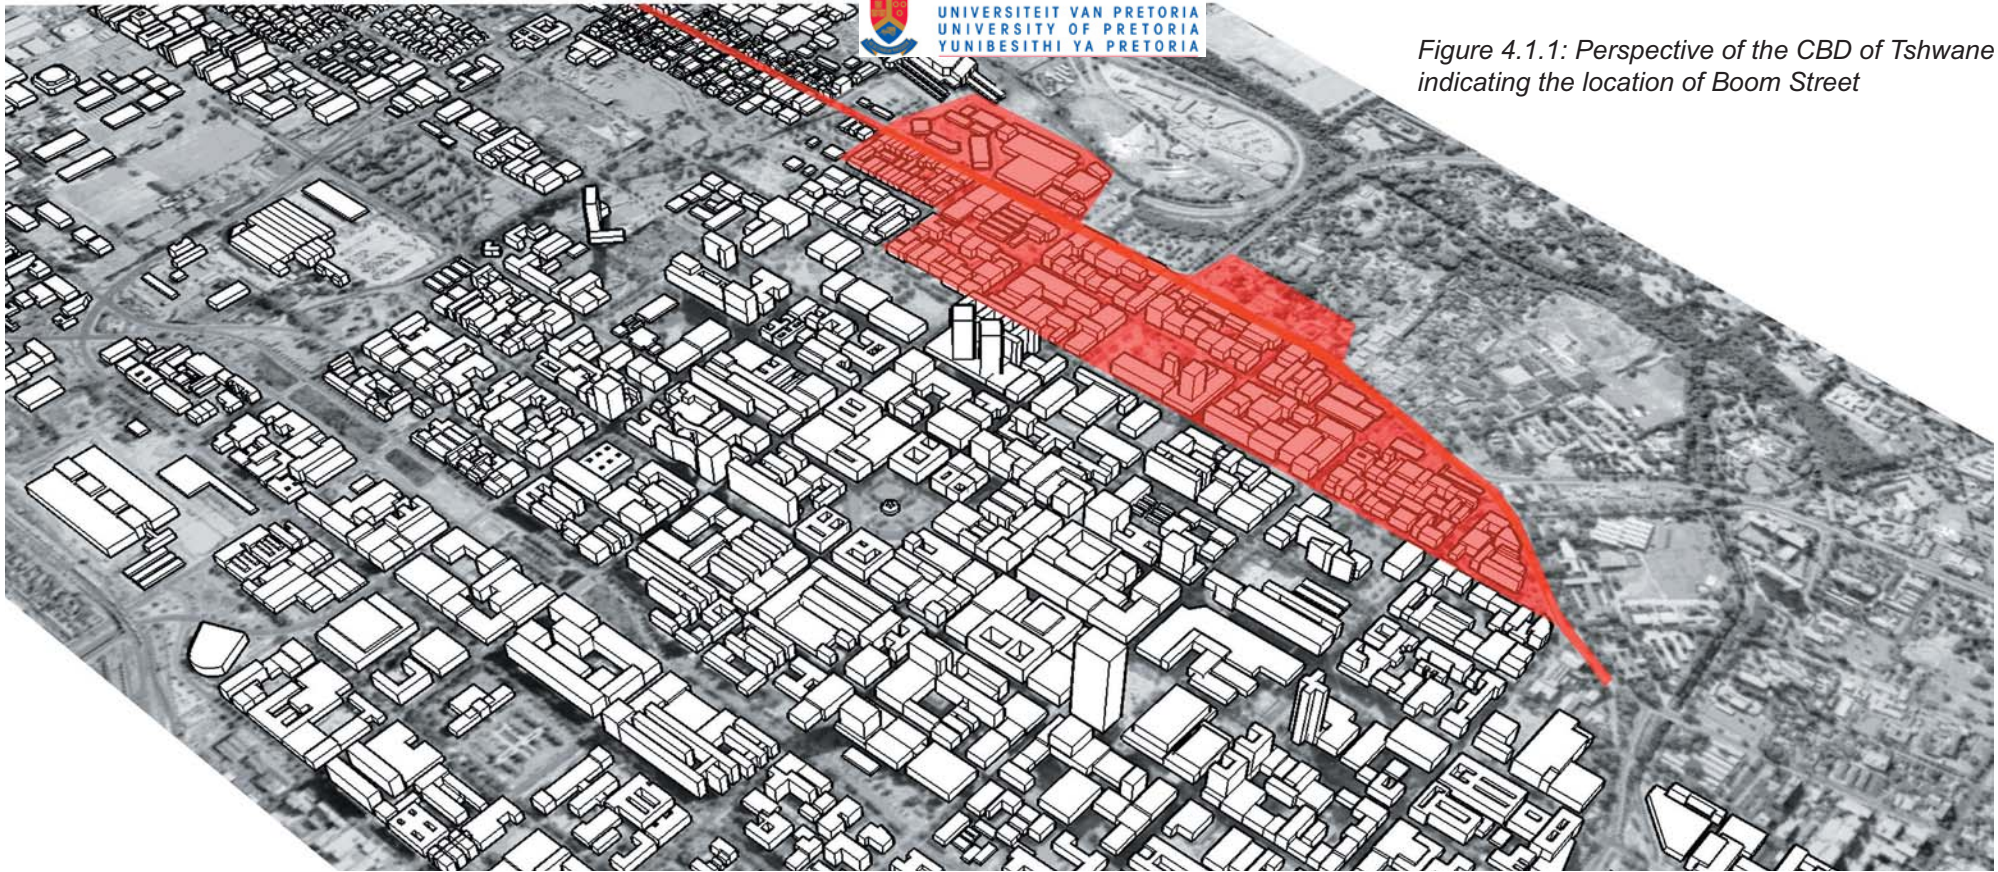 UNIVERSITEIT VAN PRETORIA
UNIVERSITY OF PRETORIA
YUNIBESITHI YA PRETORIA
Figure 4.1.1: Perspective of the CBD of Tshwane
indicating the location of Boom Street